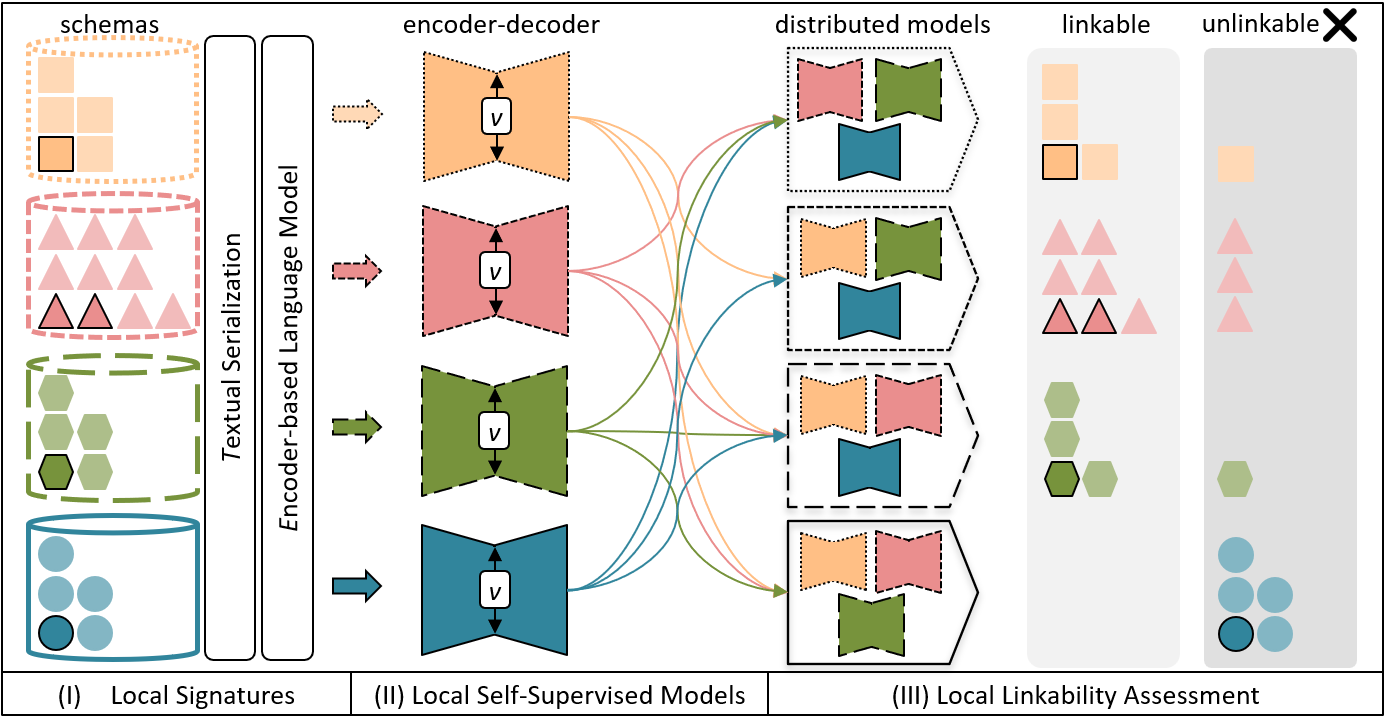 schemas
encoder-decoder
distributed models
linkable
unlinkable
Textual Serialization
Encoder-based Language Model
v
v
v
v
(I) Local Signatures
(II) Local Self-Supervised Models
(III) Local Linkability Assessment